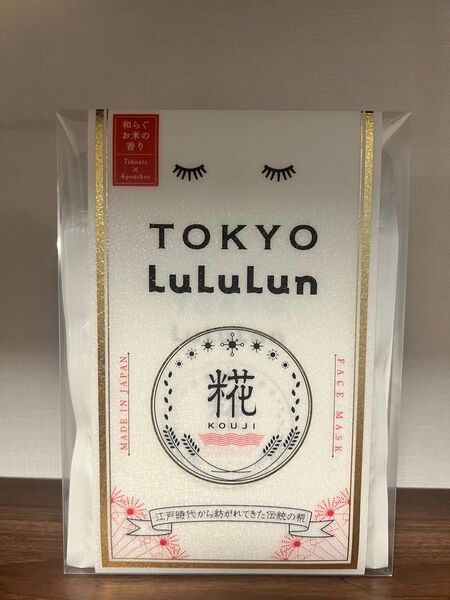 和らぐ
お米の
香り
7sheets
×
4pouches
TOKYO
LuLuLun
糀
KOUJI
MADE IN JAPAN
FACE MASK
江戸時代から紡がれてきた伝統の糀